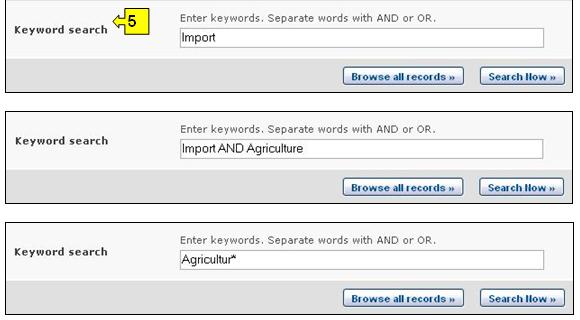 Enter keywords. Separate words with AND or OR.
Keyword search 5
Import
Browse all records » Search Now »
Enter keywords. Separate words with AND or OR.
Keyword search
Import AND Agriculture
Browse all records » Search Now »
Enter keywords. Separate words with AND or OR.
Keyword search
Agricultur*
Browse all records » Search Now »